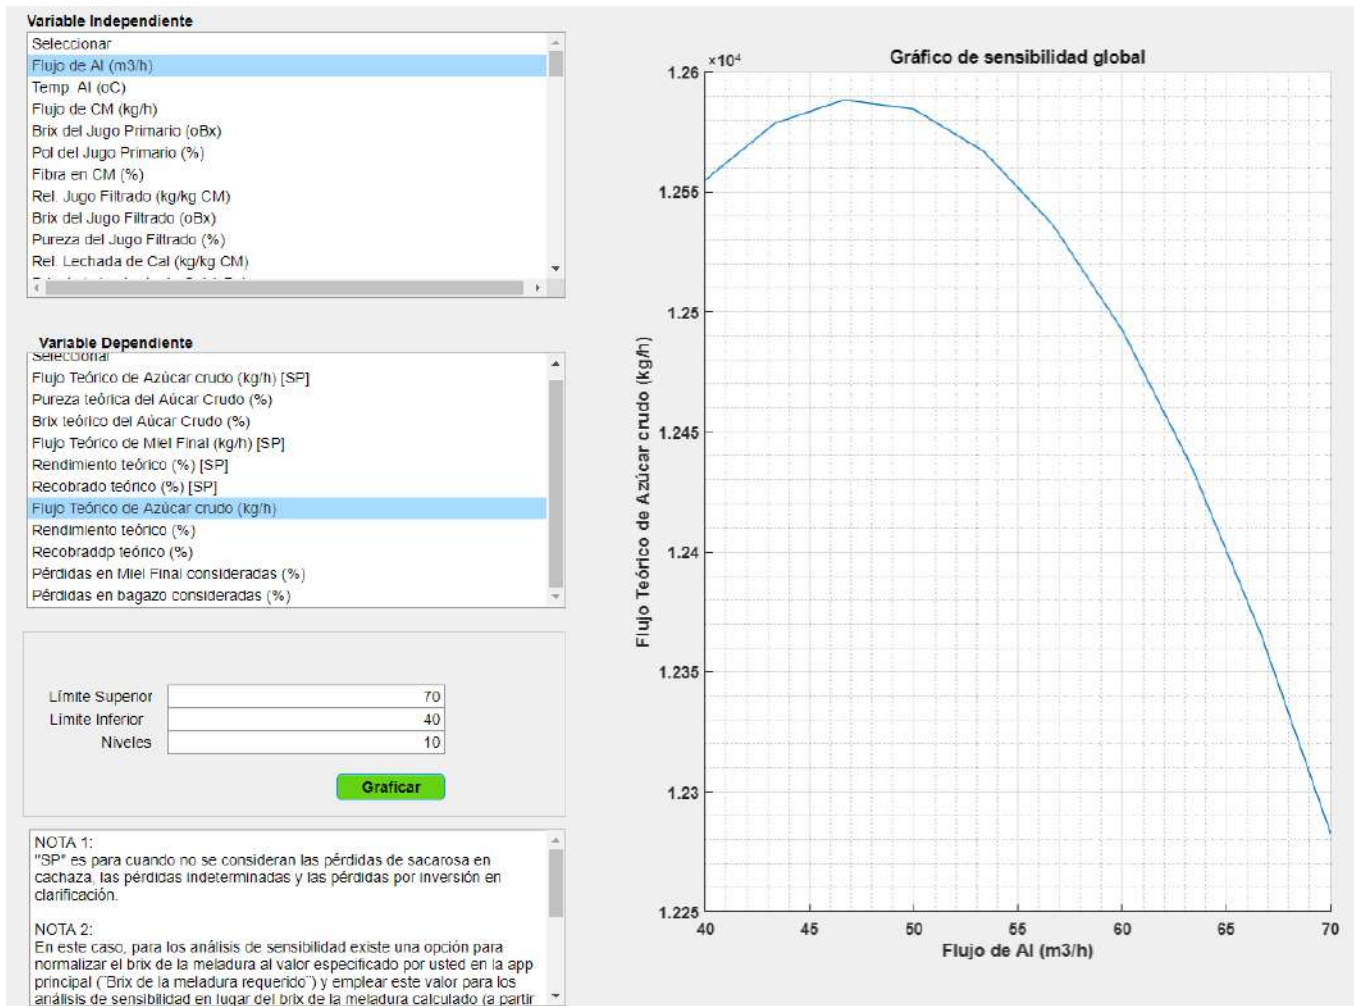 Variable Independiente
Seleccionar
Flujo de AI (m3/h)
Temp. AI (oC)
Flujo de CM (kg/h)
Brix del Jugo Primario (oBx)
Pol del Jugo Primario (%)
Fibra en CM (%)
Rel. Jugo Filtrado (kg/kg CM)
Brix del Jugo Filtrado (oBx)
Pureza del Jugo Filtrado (%)
Rel. Lechada de Cal (kg/kg CM)
Variable Dependiente
Seleccionar
Flujo Teórico de Azúcar crudo (kg/h) [SP]
Pureza teórica del Aúcar Crudo (%)
Brix teórico del Aúcar Crudo (%)
Flujo Teórico de Miel Final (kg/h) [SP]
Rendimiento teórico (%) [SP]
Recobrado teórico (%) [SP]
Flujo Teórico de Azúcar crudo (kg/h)
Rendimiento teórico (%)
Recobraddp teórico (%)
Pérdidas en Miel Final consideradas (%)
Pérdidas en bagazo consideradas (%)
Límite Superior 70
Límite Inferior 40
Niveles 10
Graficar
NOTA 1:
"SP" es para cuando no se consideran las pérdidas de sacarosa en
cachaza, las pérdidas indeterminadas y las pérdidas por inversión en
clarificación.
NOTA 2:
En este caso, para los análisis de sensibilidad existe una opción para
normalizar el brix de la meladura al valor especificado por usted en la app
principal ("Brix de la meladura requerido") y emplear este valor para los
análisis de sensibilidad en lugar del brix de la meladura calculado (a partir
Gráfico de sensibilidad global
×10⁴
1.26
1.255
1.25
1.245
1.24
1.235
1.23
1.225
Flujo Teórico de Azúcar crudo (kg/h)
40 45 50 55 60 65 70
Flujo de AI (m3/h)